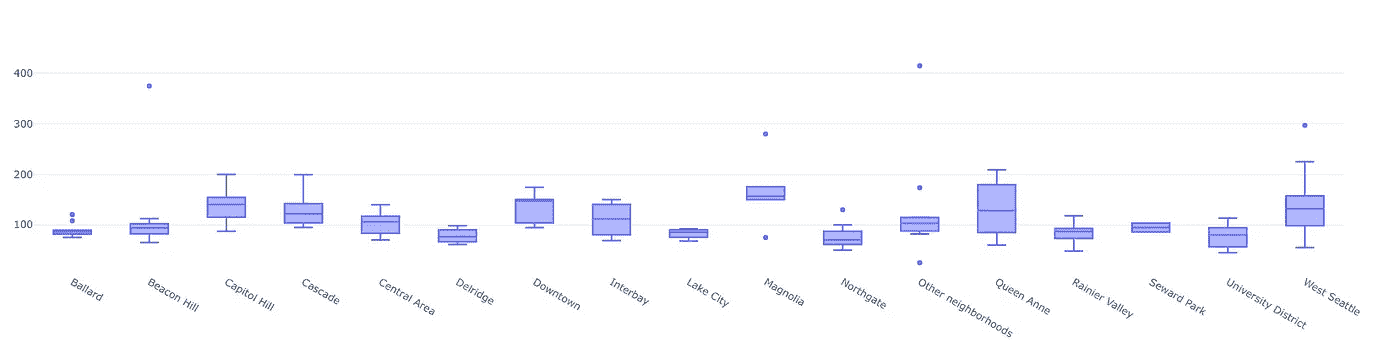 400
300
200
100
Ballard
Beacon Hill
Capitol Hill
Cascade
Central Area
Delridge
Downtown
Interbay
Lake City
Magnolia
Northgate
Other neighborhoods
Queen Anne
Rainier Valley
Seward Park
University District
West Seattle